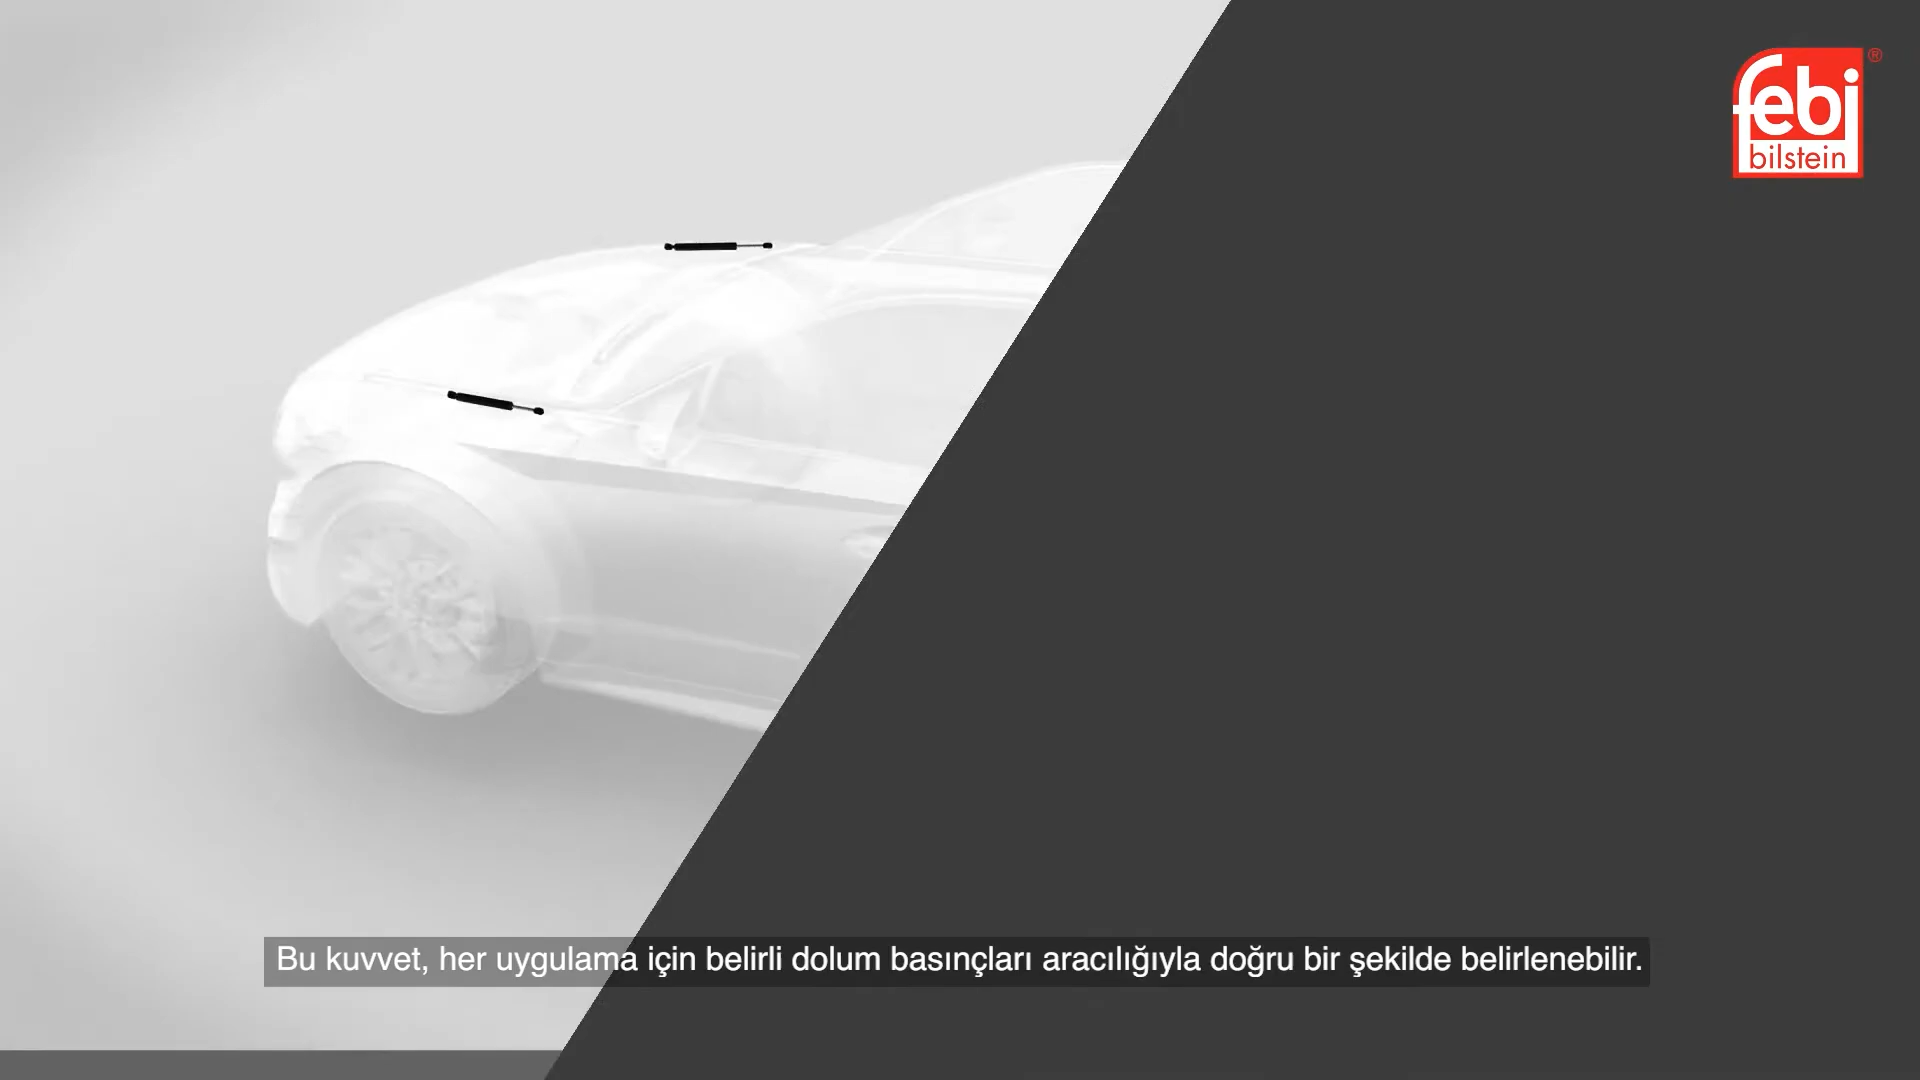 febi®
bilstein
Bu kuvvet, her uygulama için belirli dolum basınçları aracılığıyla doğru bir şekilde belirlenebilir.